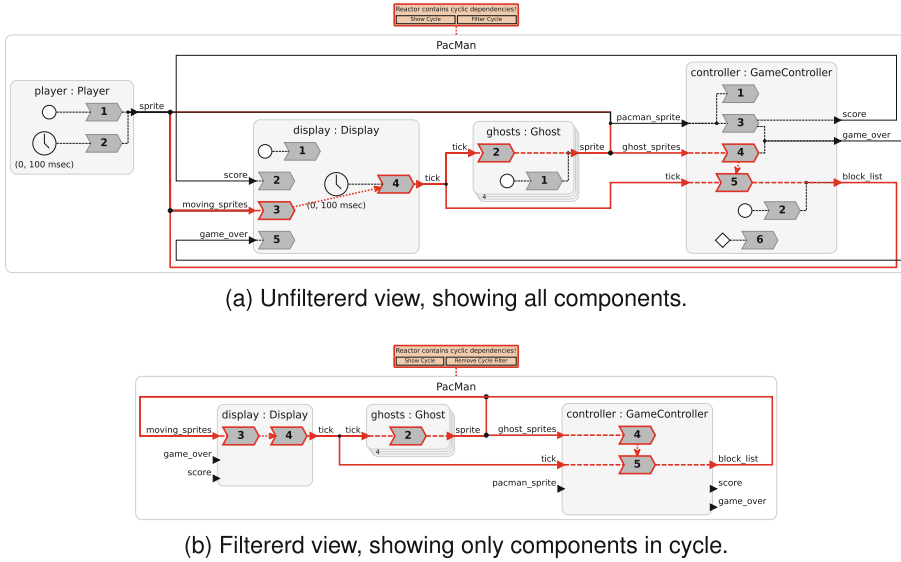 Reactor contains cyclic dependencies!
Show Cycle Filter Cycle
PacMan
player : Player
1
2
(0, 100 msec)
sprite
display : Display
1
score
2
4
(0, 100 msec)
moving_sprites
3
game_over
5
tick
ghosts : Ghost
tick
2
sprite
1
4
controller : GameController
1
pacman_sprite
3
score
game_over
ghost_sprites
4
tick
5
block_list
2
6
(a) Unfiltererd view, showing all components.
Reactor contains cyclic dependencies!
Show Cycle Remove Cycle Filter
PacMan
display : Display
moving_sprites
3
4
tick
game_over
score
ghosts : Ghost
tick
2
sprite
4
controller : GameController
ghost_sprites
4
tick
5
block_list
pacman_sprite
score
game_over
(b) Filtererd view, showing only components in cycle.